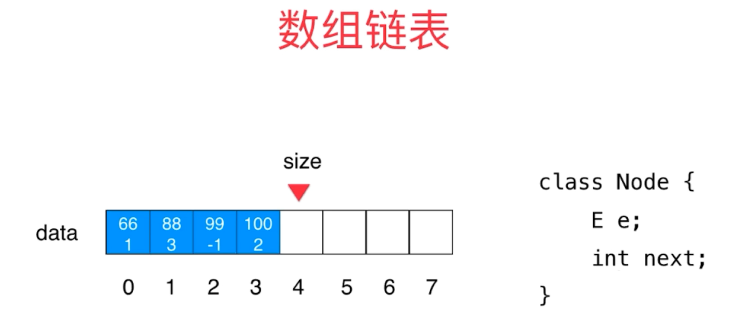 数组链表
size
data
66 88 99 100
1 3 -1 2
0 1 2 3 4 5 6 7
class Node {
E e;
int next;
}